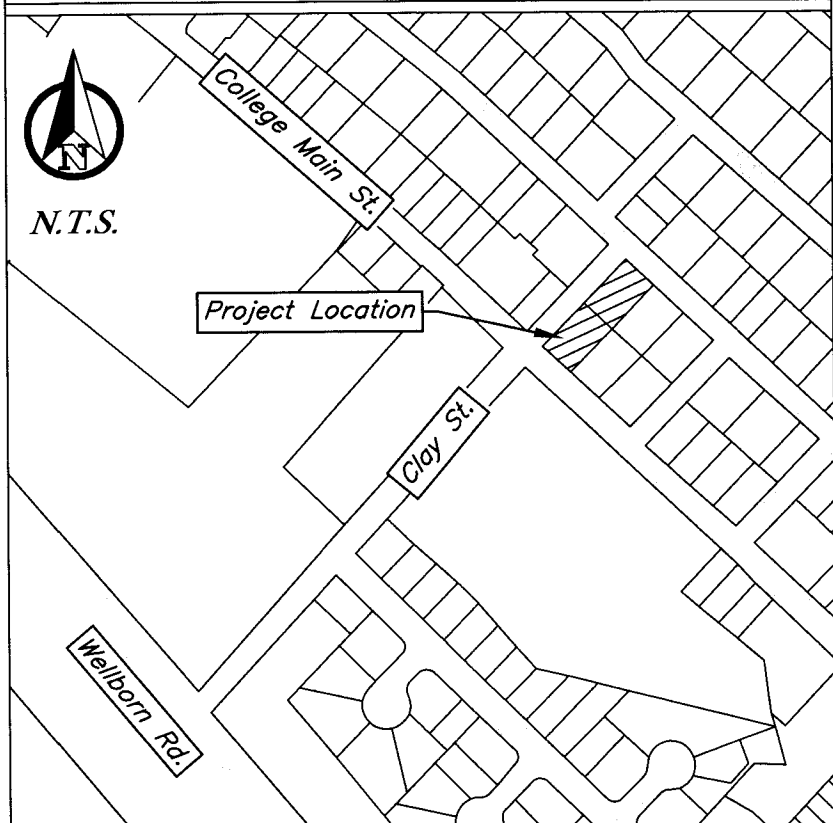 College Main St.
N
N.T.S.
Project Location
Clay St.
Wellborn Rd.